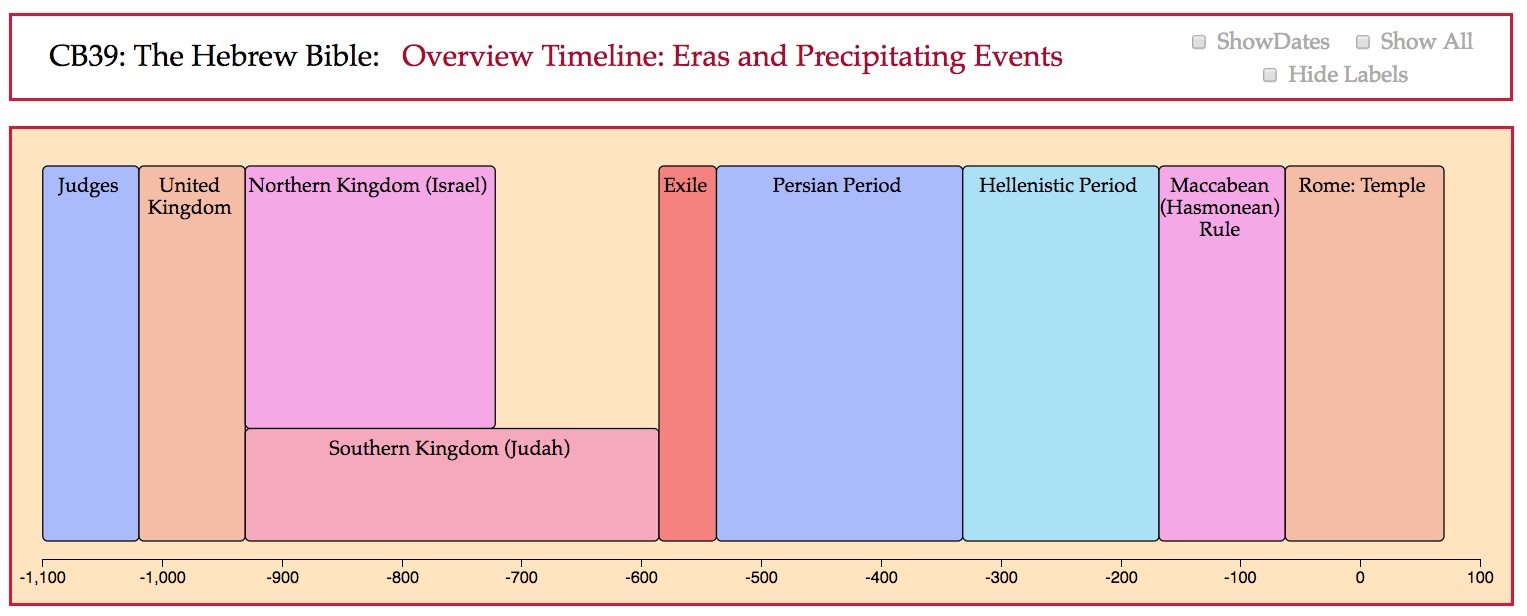 CB39: The Hebrew Bible: Overview Timeline: Eras and Precipitating Events
ShowDates Show All
Hide Labels
Judges
United
Kingdom
Northern Kingdom (Israel)
Southern Kingdom (Judah)
Exile
Persian Period
Hellenistic Period
Maccabean
(Hasmonean)
Rule
Rome: Temple
-1,100 -1,000 -900 -800 -700 -600 -500 -400 -300 -200 -100 0 100